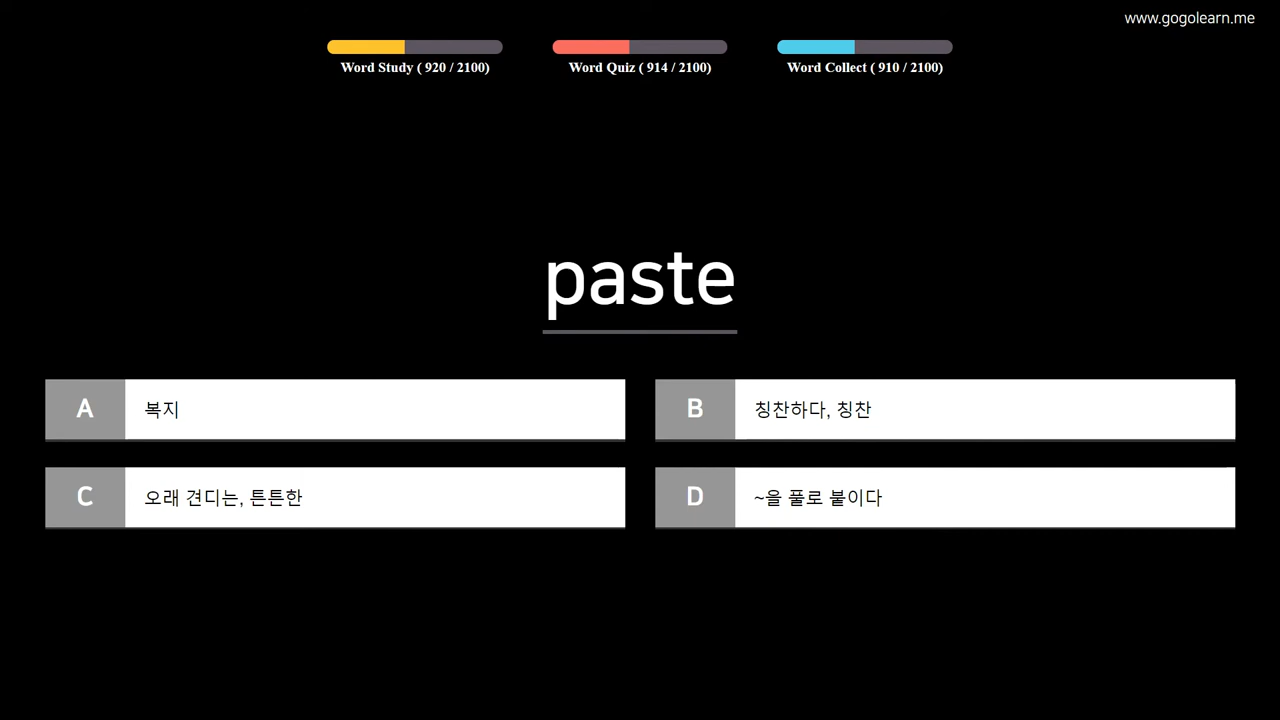 www.gogolearn.me
Word Study ( 920 / 2100)
Word Quiz ( 914 / 2100)
Word Collect ( 910 / 2100)
paste
A 복지
B 칭찬하다, 칭찬
C 오래 견디는, 튼튼한
D ~을 풀로 붙이다